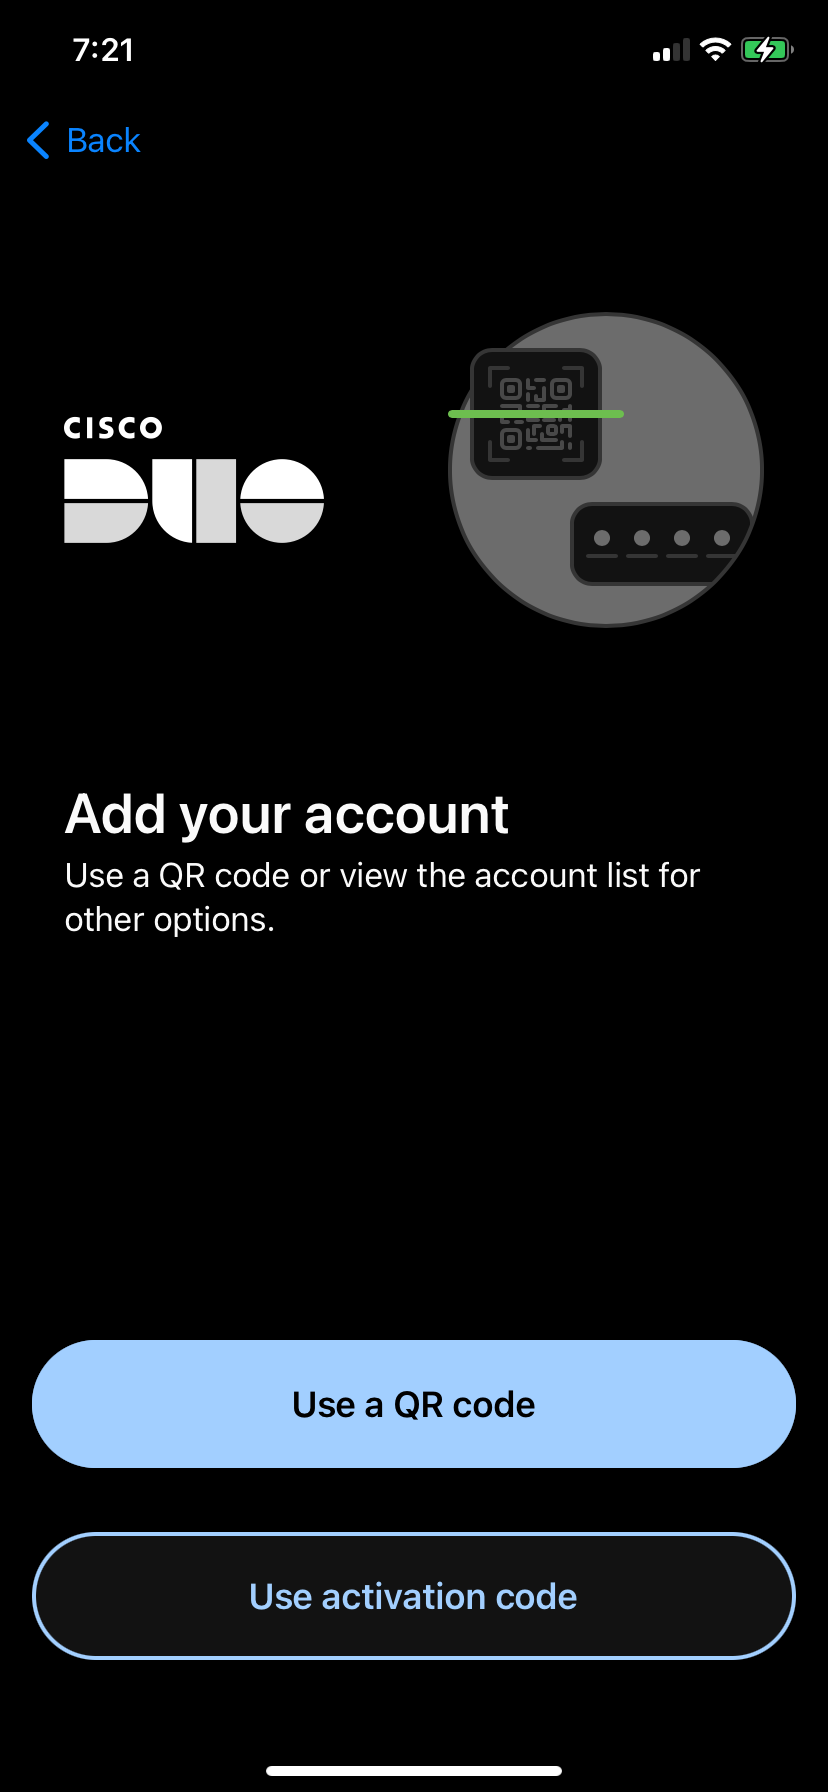 7:21
Back
CISCO
DUO
Add your account
Use a QR code or view the account list for
other options.
Use a QR code
Use activation code